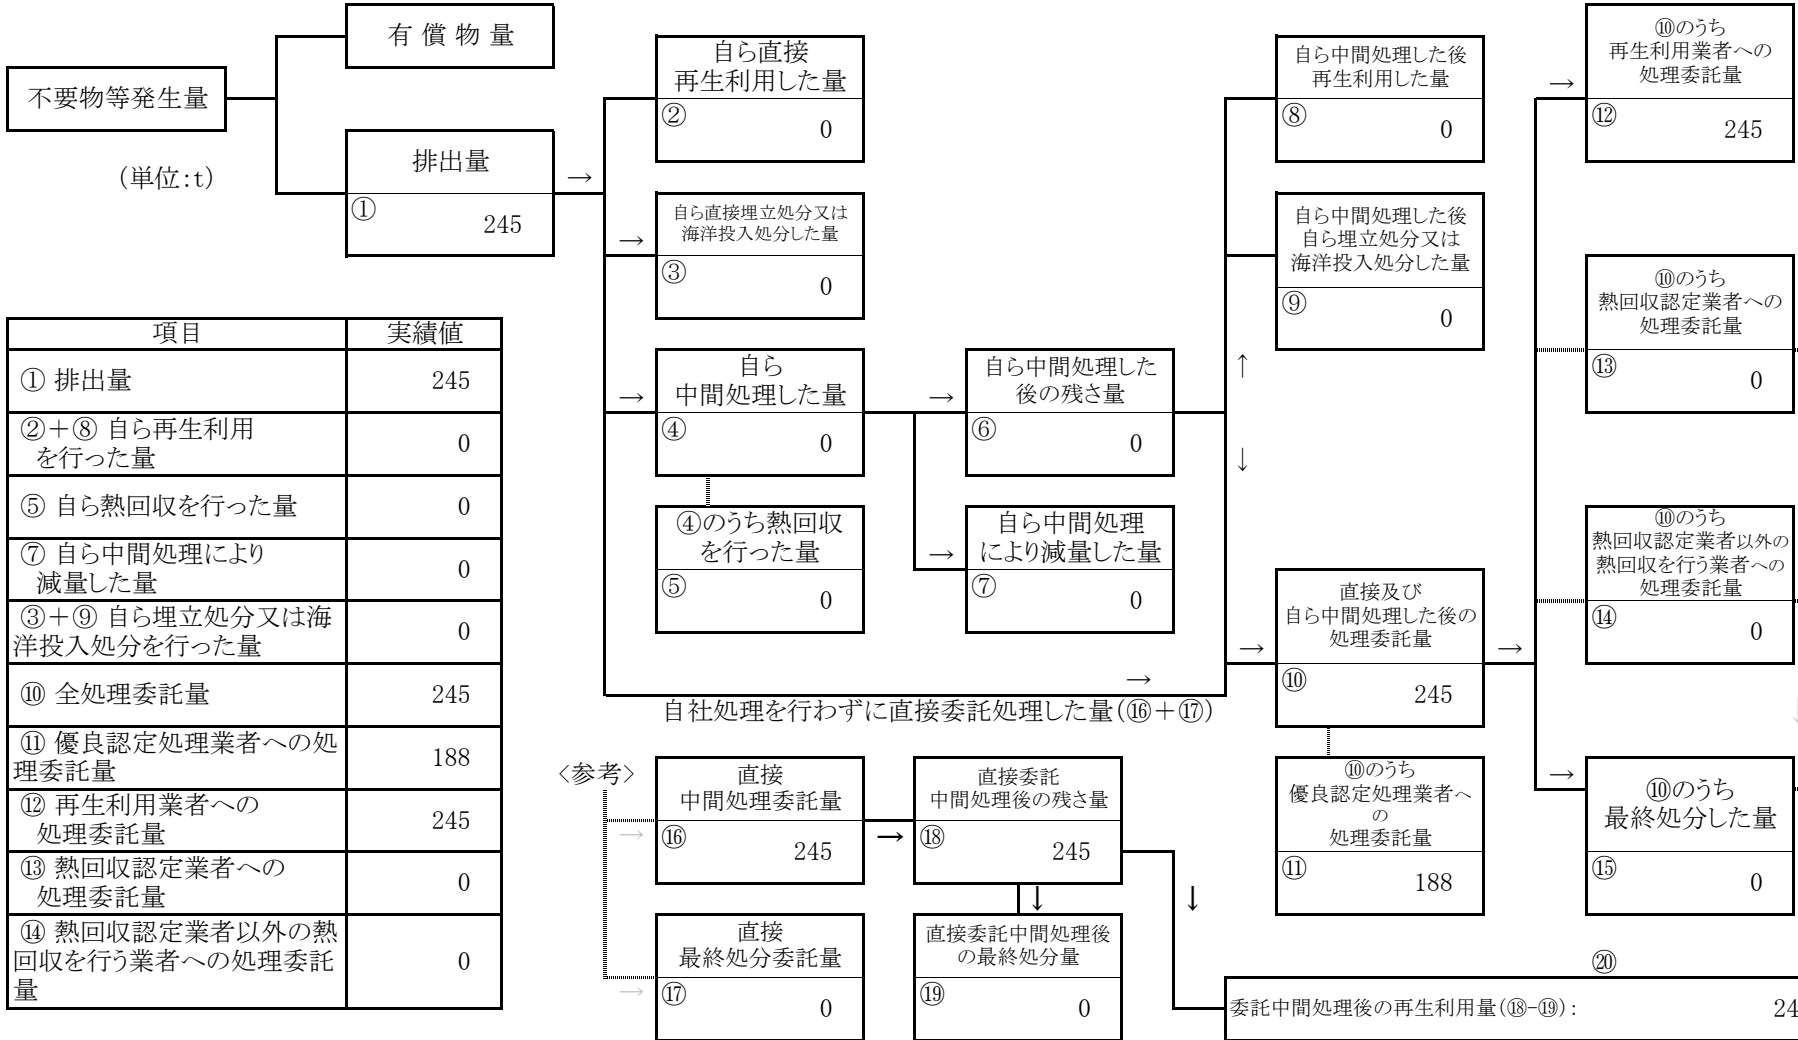 有 償 物 量
不要物等発生量
(単位:t)
排出量
①
245
→
自ら直接
再生利用した量
②
0
→
自ら直接埋立処分又は
海洋投入処分した量
③
0
→
自ら
中間処理した量
④
0
④のうち熱回収
を行った量
⑤
0
→
自ら中間処理した
後の残さ量
⑥
0
→
自ら中間処理
により減量した量
⑦
0
自ら中間処理した後
再生利用した量
⑧
0
自ら中間処理した後
自ら埋立処分又は
海洋投入処分した量
⑨
0
↑
↓
→
直接及び
自ら中間処理した後の
処理委託量
⑩
245
→
⑩のうち
優良認定処理業者へ
の
処理委託量
⑪
188
→
⑩のうち
再生利用業者への
処理委託量
⑫
245
⑩のうち
熱回収認定業者への
処理委託量
⑬
0
⑩のうち
熱回収認定業者以外の
熱回収を行う業者への
処理委託量
⑭
0
→
⑩のうち
最終処分した量
⑮
0
→
自社処理を行わずに直接委託処理した量(⑯+⑰)
項目 実績値
① 排出量 245
②+⑧ 自ら再生利用
を行った量 0
⑤ 自ら熱回収を行った量 0
⑦ 自ら中間処理により
減量した量 0
③+⑨ 自ら埋立処分又は海
洋投入処分を行った量 0
⑩ 全処理委託量 245
⑪ 優良認定処理業者への処
理委託量 188
⑫ 再生利用業者への
処理委託量 245
⑬ 熱回収認定業者への
処理委託量 0
⑭ 熱回収認定業者以外の熱
回収を行う業者への処理委託
量 0
<参考>
→
直接
中間処理委託量
⑯
245
→
直接委託
中間処理後の残さ量
⑱
245
↓
↓
→
直接
最終処分委託量
⑰
0
直接委託中間処理後
の最終処分量
⑲
0
⑳
委託中間処理後の再生利用量(⑱-⑲): 24